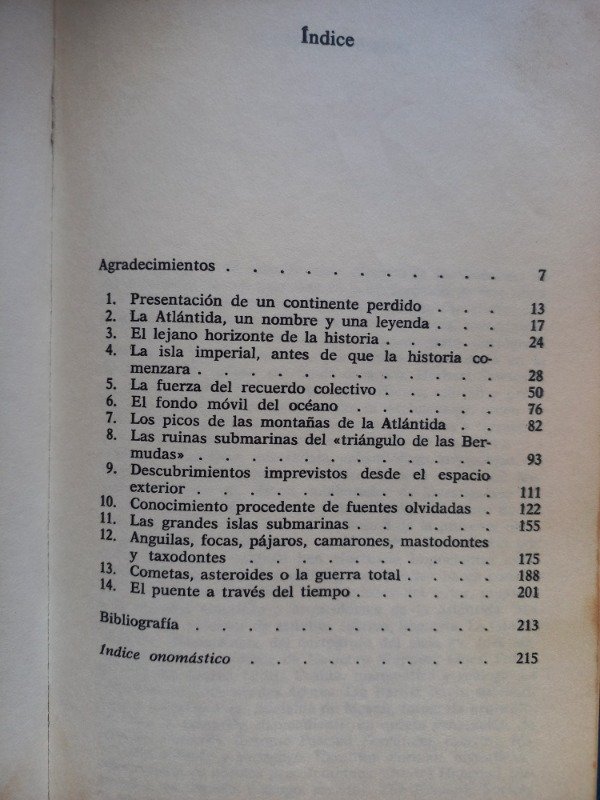 Índice
Agradecimientos . . . . . . . . . . . 7
1. Presentación de un continente perdido . . . 13
2. La Atlántida, un nombre y una leyenda . . . 17
3. El lejano horizonte de la historia . . . . . 24
4. La isla imperial, antes de que la historia co-
menzara . . . . . . . . . . . . 28
5. La fuerza del recuerdo colectivo . . . . . 50
6. El fondo móvil del océano . . . . . . 76
7. Los picos de las montañas de la Atlántida . . 82
8. Las ruinas submarinas del «triángulo de las Ber-
mudas» . . . . . . . . . . . . 93
9. Descubrimientos imprevistos desde el espacio
exterior . . . . . . . . . . . . 111
10. Conocimiento procedente de fuentes olvidadas . 122
11. Las grandes islas submarinas . . . . . . 155
12. Anguilas, focas, pájaros, camarones, mastodontes
y taxodontes . . . . . . . . . . 175
13. Cometas, asteroides o la guerra total . . . . 188
14. El puente a través del tiempo . . . . . . 201
Bibliografía . . . . . . . . . . . . 213
Indice onomástico . . . . . . . . . . 215